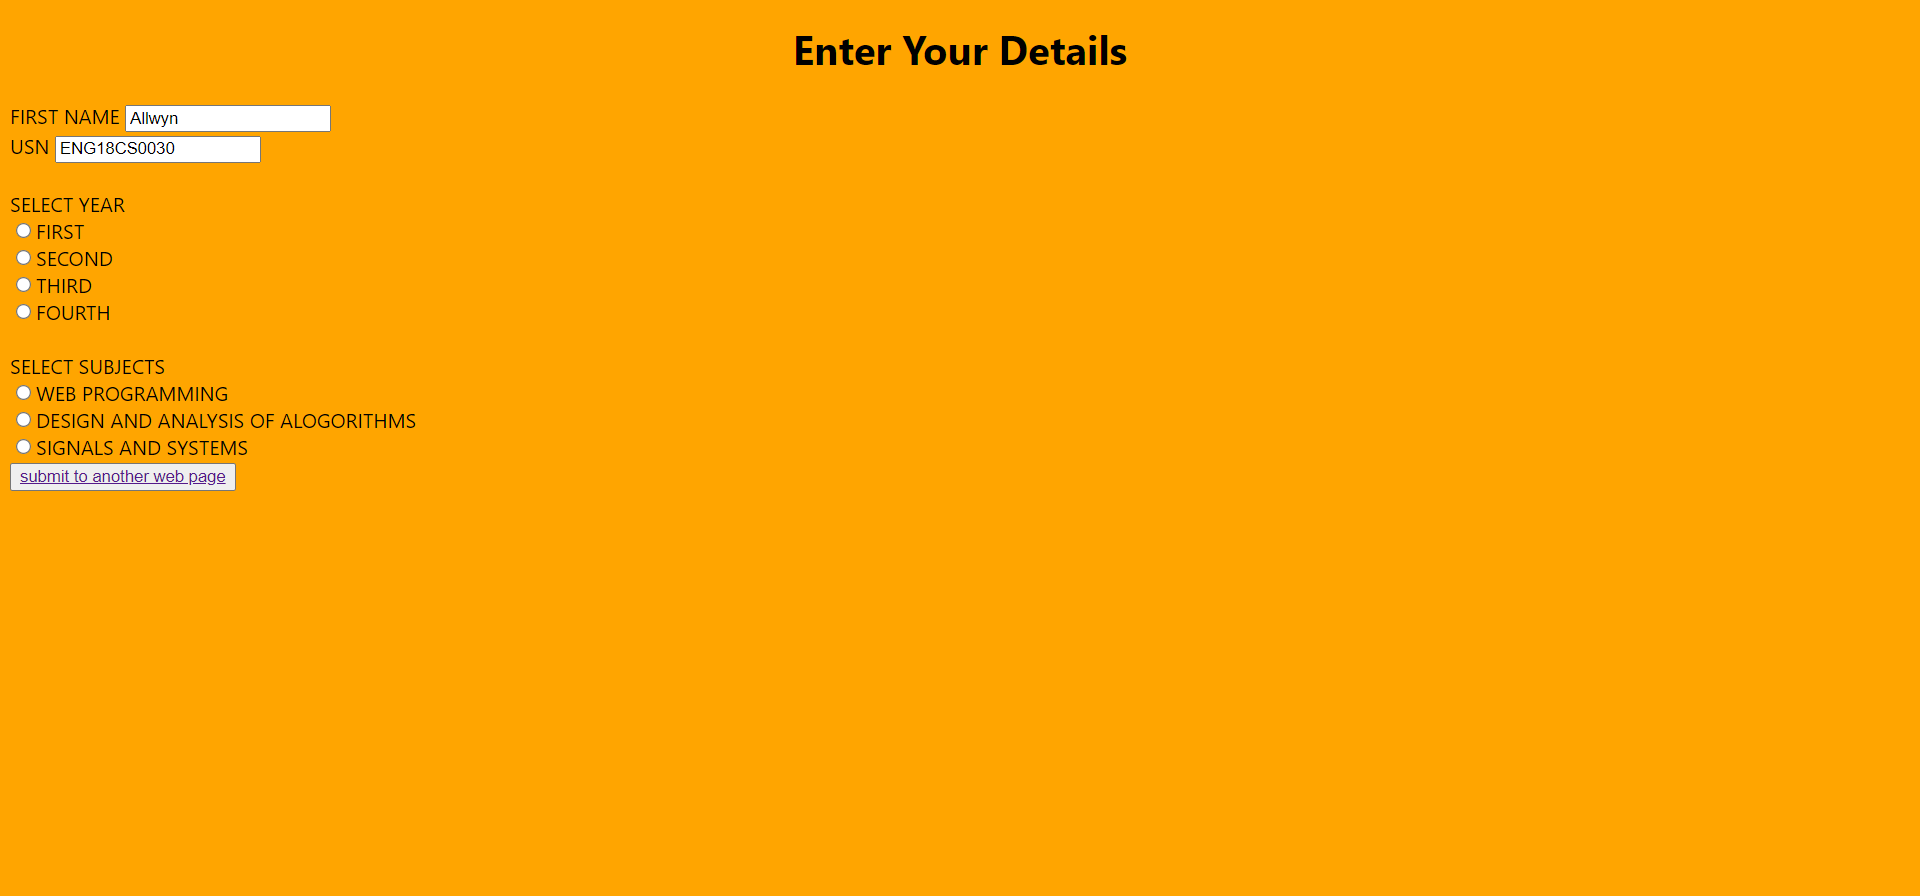 Enter Your Details
FIRST NAME Allwyn
USN ENG18CS0030
SELECT YEAR
FIRST
SECOND
THIRD
FOURTH
SELECT SUBJECTS
WEB PROGRAMMING
DESIGN AND ANALYSIS OF ALOGORITHMS
SIGNALS AND SYSTEMS
submit to another web page